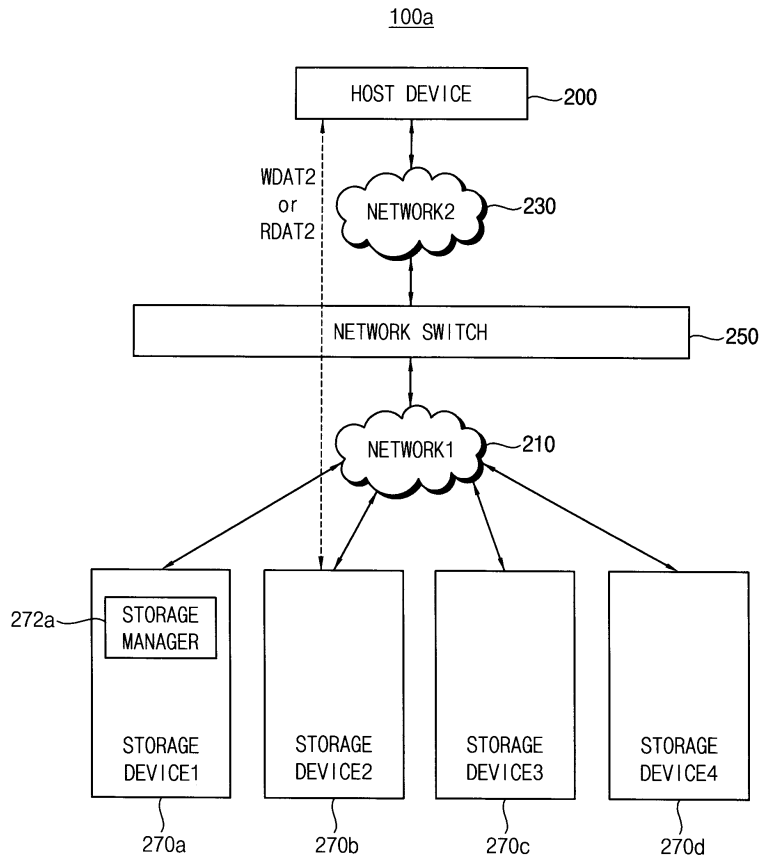 100a
HOST DEVICE
200
WDAT2
or
RDAT2
NETWORK2
230
NETWORK SWITCH
250
NETWORK1
210
272a
STORAGE
MANAGER
STORAGE
DEVICE1
STORAGE
DEVICE2
STORAGE
DEVICE3
STORAGE
DEVICE4
270a
270b
270c
270d